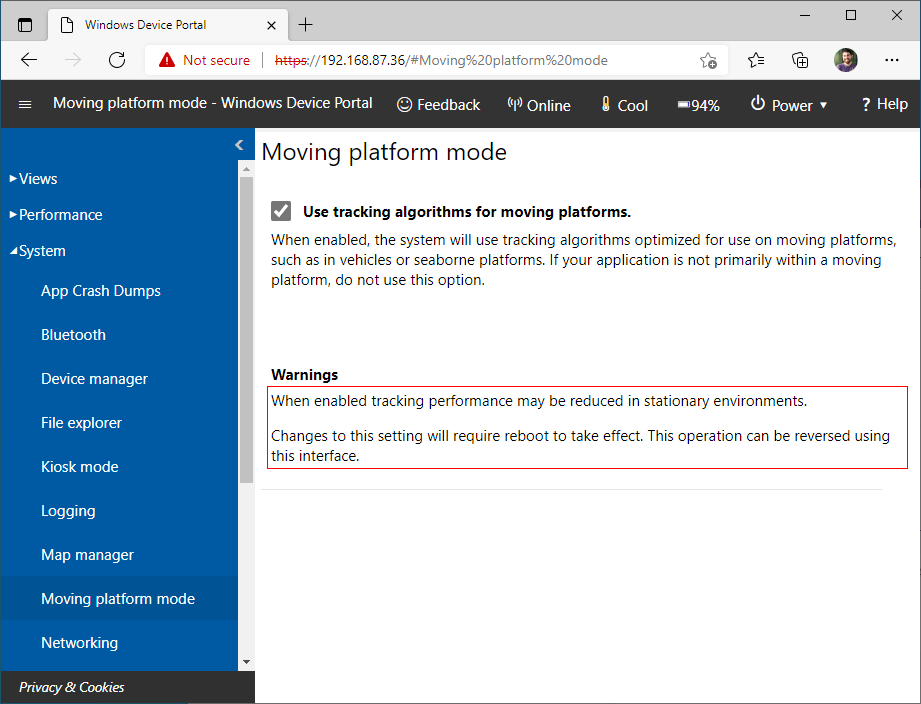 Windows Device Portal
Not secure
https://192.168.87.36/#Moving%20platform%20mode
Moving platform mode - Windows Device Portal
Feedback
Online
Cool
94%
Power ▼
? Help
Views
Performance
System
App Crash Dumps
Bluetooth
Device manager
File explorer
Kiosk mode
Logging
Map manager
Moving platform mode
Networking
Privacy & Cookies
Moving platform mode
Use tracking algorithms for moving platforms.
When enabled, the system will use tracking algorithms optimized for use on moving platforms,
such as in vehicles or seaborne platforms. If your application is not primarily within a moving
platform, do not use this option.
Warnings
When enabled tracking performance may be reduced in stationary environments.
Changes to this setting will require reboot to take effect. This operation can be reversed using
this interface.